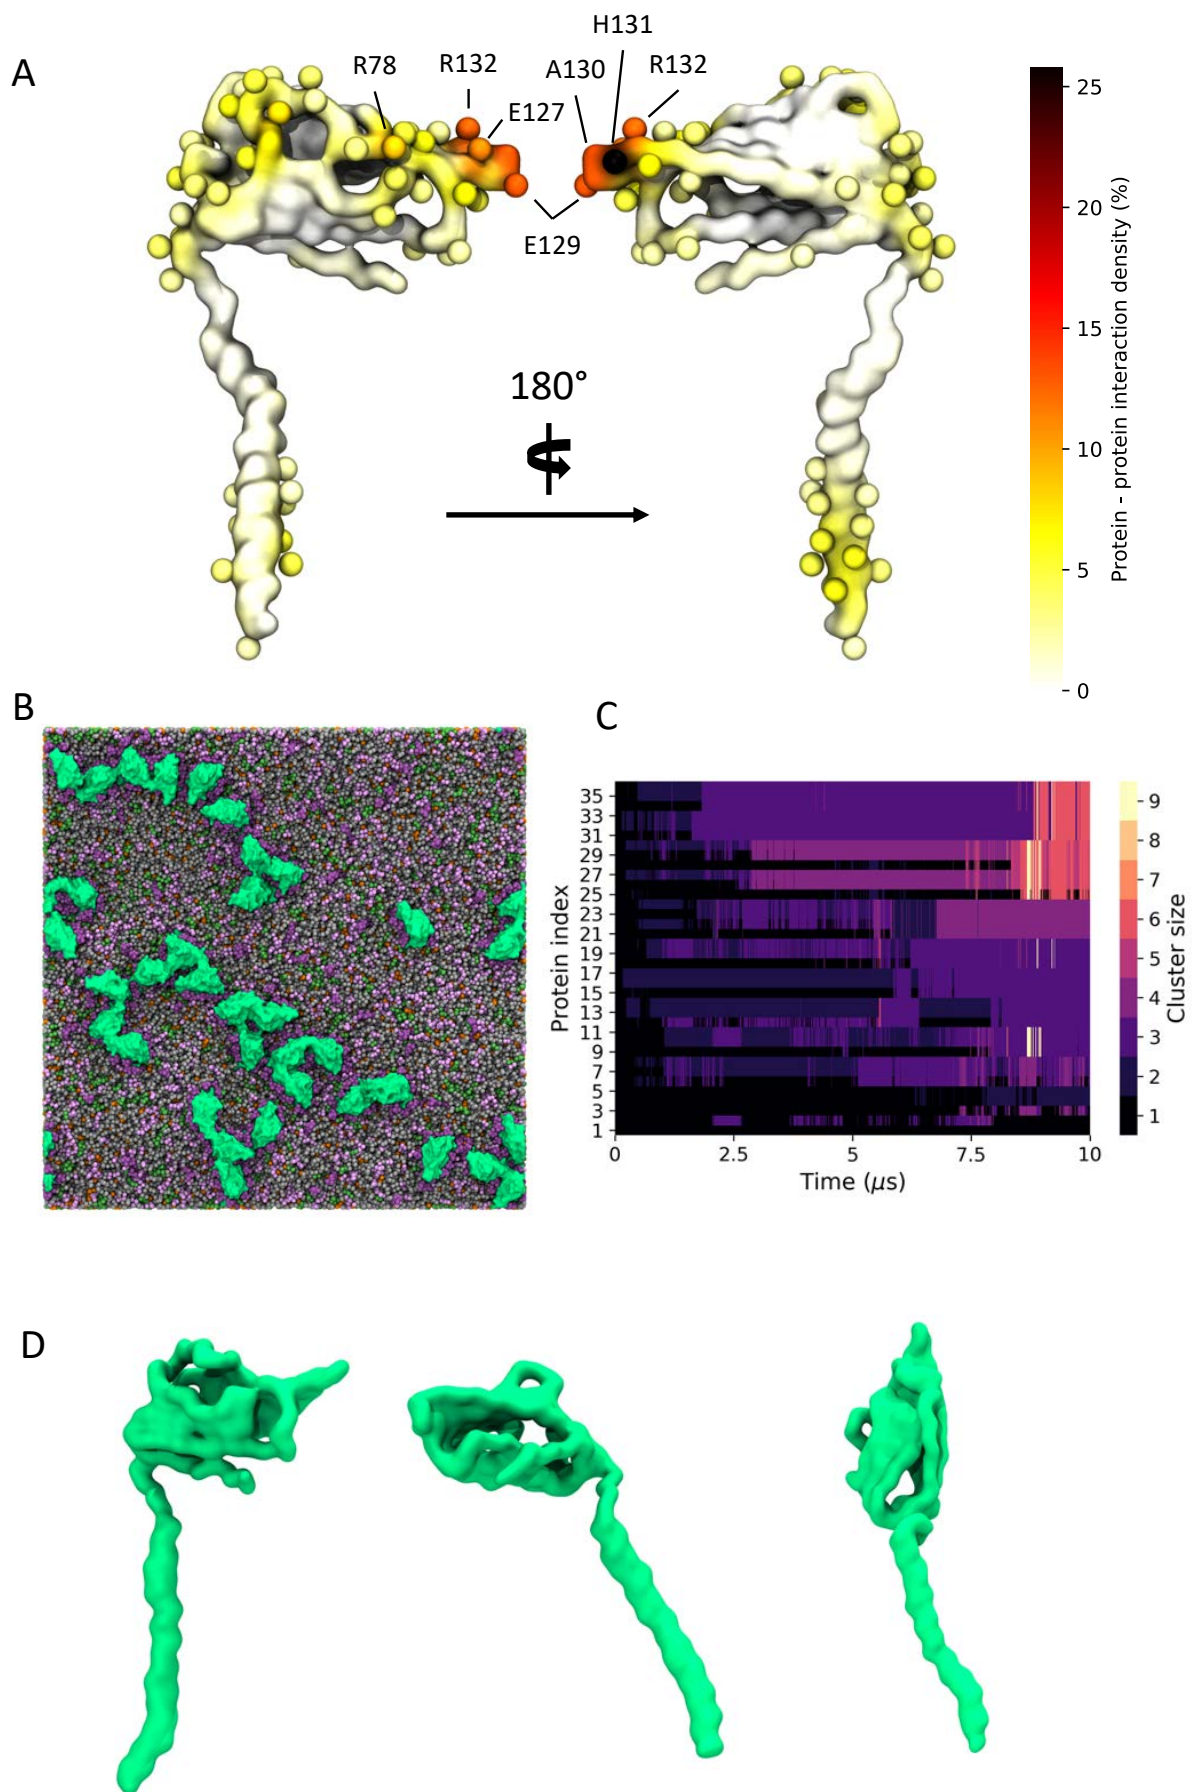 A
R78
R132
E127
H131
A130
R132
E129
180°
25
20
15
10
5
0
Protein - protein interaction density (%)
B
C
35
33
31
29
27
25
23
21
19
17
15
13
11
9
7
5
3
1
Protein index
0
2.5
5
7.5
10
Time (μs)
9
8
7
6
5
4
3
2
1
Cluster size
D